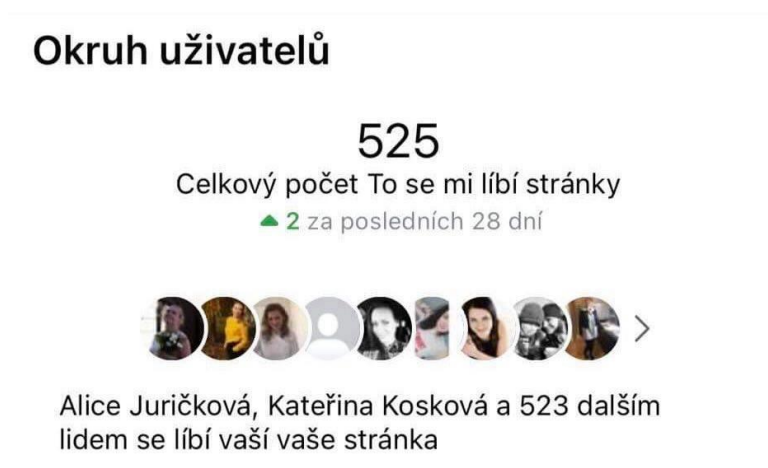 Okruh uživatelů
525
Celkový počet To se mi líbí stránky
2 za posledních 28 dní
Alice Juričková, Kateřina Kosková a 523 dalším
lidem se líbí vaší vaše stránka